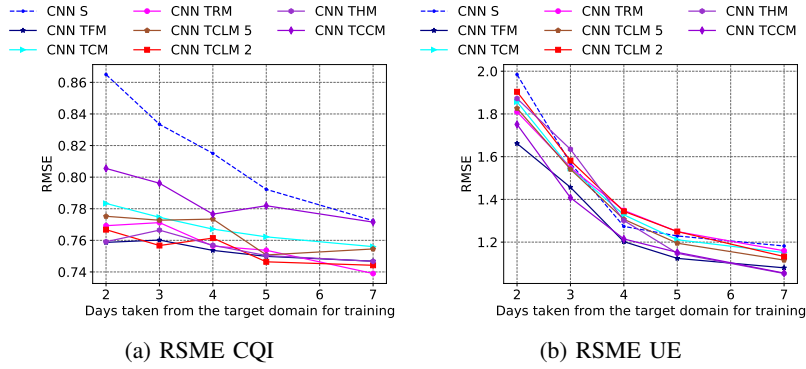 CNN S
CNN TFM
CNN TCM
CNN TRM
CNN TCLM 5
CNN TCLM 2
CNN THM
CNN TCCM
RMSE
0.86
0.84
0.82
0.80
0.78
0.76
0.74
2 3 4 5 6 7
Days taken from the target domain for training
(a) RSME CQI
CNN S
CNN TFM
CNN TCM
CNN TRM
CNN TCLM 5
CNN TCLM 2
CNN THM
CNN TCCM
RMSE
2.0
1.8
1.6
1.4
1.2
2 3 4 5 6 7
Days taken from the target domain for training
(b) RSME UE